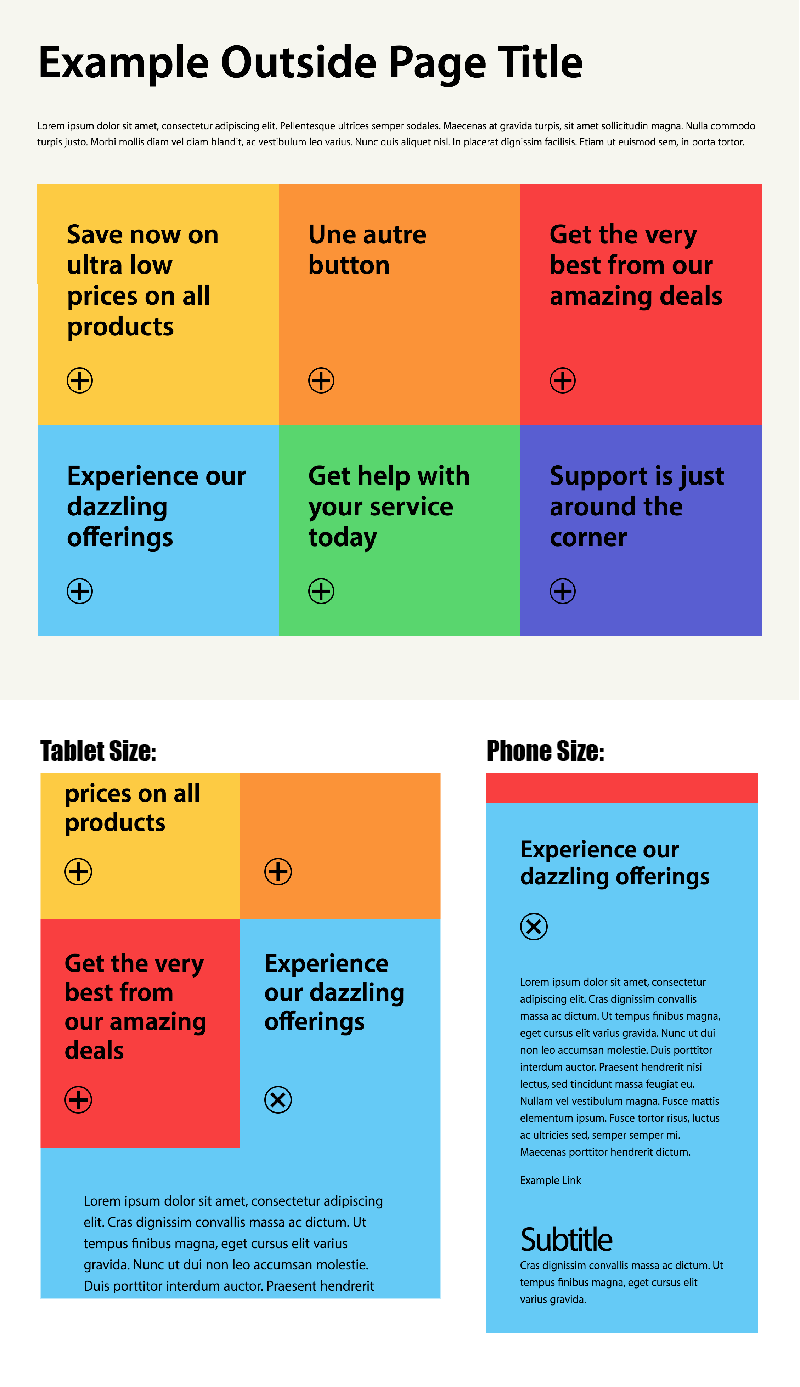 Example Outside Page Title
Lorem ipsum dolor sit amet, consectetur adipiscing elit. Pellentesque ultrices semper sodales. Maecenas at gravida turpis, sit amet sollicitudin magna. Nulla commodo
turpis justo. Morbi mollis diam vel diam blandit, ac vestibulum leo varius. Nunc quis aliquet nisl. In placerat dignissim facilisis. Etiam ut euismod sem, in porta tortor.
Save now on
ultra low
prices on all
products
Une autre
button
Get the very
best from our
amazing deals
Experience our
dazzling
offerings
Get help with
your service
today
Support is just
around the
corner
Tablet Size:
prices on all
products
Get the very
best from
our amazing
deals
Experience
our dazzling
offerings
Lorem ipsum dolor sit amet, consectetur adipiscing
elit. Cras dignissim convallis massa ac dictum. Ut
tempus finibus magna, eget cursus elit varius
gravida. Nunc ut dui non leo accumsan molestie.
Duis porttitor interdum auctor. Praesent hendrerit
Phone Size:
Experience our
dazzling offerings
Lorem ipsum dolor sit amet, consectetur
adipiscing elit. Cras dignissim convallis
massa ac dictum. Ut tempus finibus magna,
eget cursus elit varius gravida. Nunc ut dui
non leo accumsan molestie. Duis porttitor
interdum auctor. Praesent hendrerit nisi
lectus, sed tincidunt massa feugiat eu.
Nullam vel vestibulum magna. Fusce mattis
elementum ipsum. Fusce tortor risus, luctus
ac ultricies sed, semper semper mi.
Maecenas porttitor hendrerit dictum.
Example Link
Subtitle
Cras dignissim convallis massa ac dictum. Ut
tempus finibus magna, eget cursus elit
varius gravida.